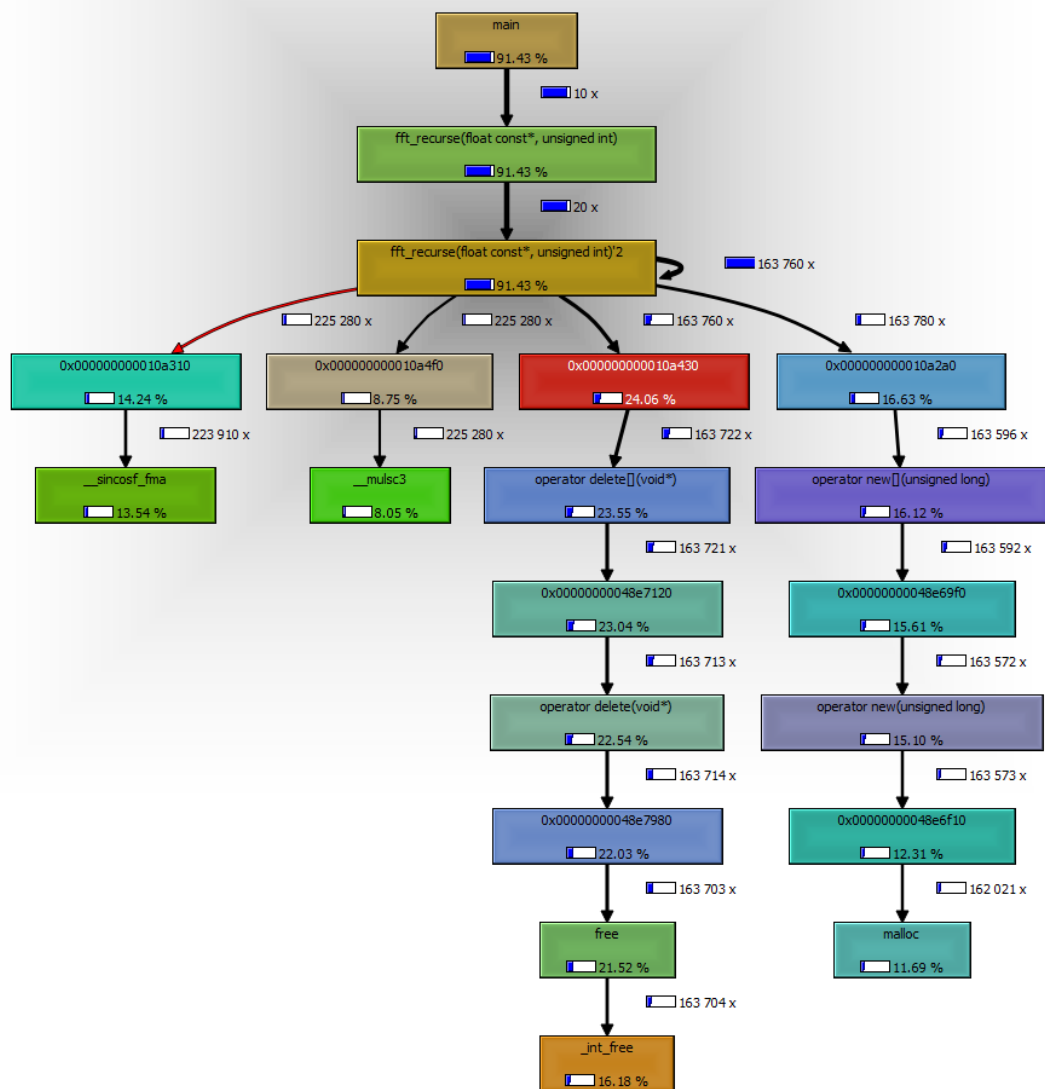 main
91.43 %
10 x
fft_recurse(float const*, unsigned int)
91.43 %
20 x
fft_recurse(float const*, unsigned int)'2
91.43 %
163 760 x
225 280 x
225 280 x
163 760 x
163 780 x
0x000000000010a310
14.24 %
0x000000000010a4f0
8.75 %
0x000000000010a430
24.06 %
0x000000000010a2a0
16.63 %
223 910 x
225 280 x
163 722 x
163 596 x
__sincosf_fma
13.54 %
__mulsc3
8.05 %
operator delete[](void*)
23.55 %
operator new[](unsigned long)
16.12 %
163 721 x
163 592 x
0x00000000048e7120
23.04 %
0x00000000048e69f0
15.61 %
163 713 x
163 572 x
operator delete(void*)
22.54 %
operator new(unsigned long)
15.10 %
163 714 x
163 573 x
0x00000000048e7980
22.03 %
0x00000000048e6f10
12.31 %
163 703 x
162 021 x
free
21.52 %
malloc
11.69 %
163 704 x
_int_free
16.18 %